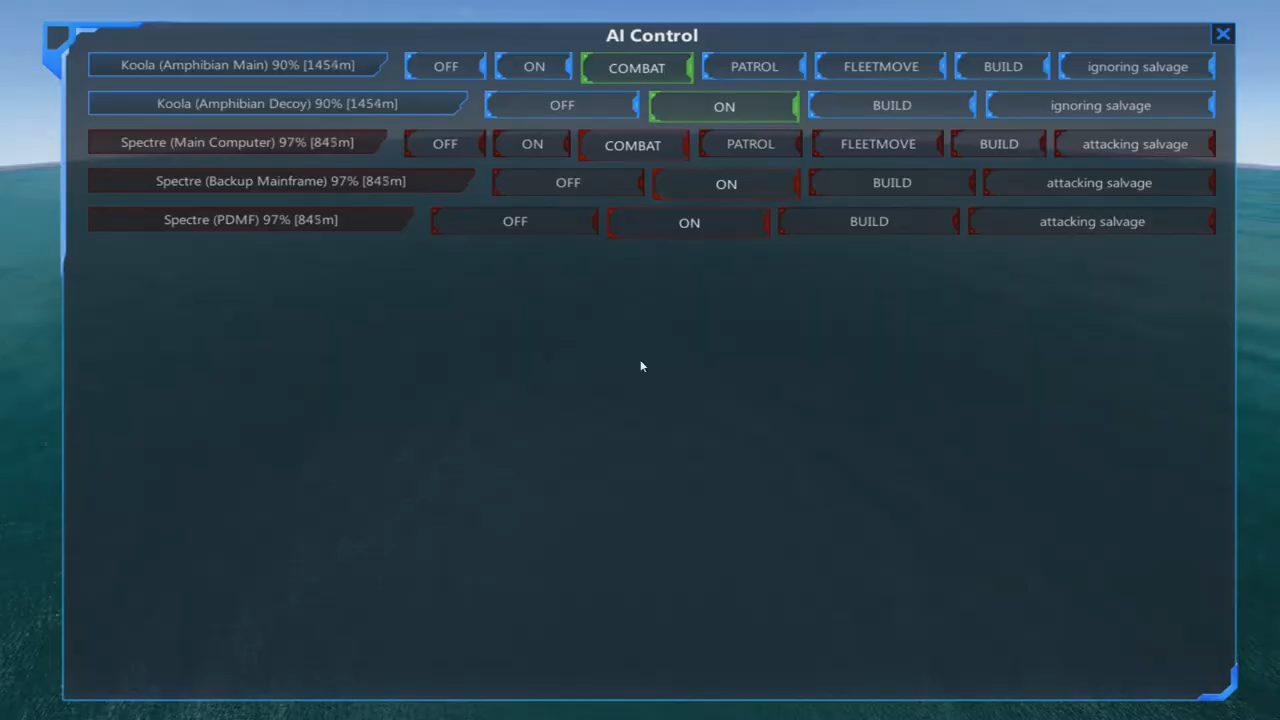 AI Control
Koola (Amphibian Main) 90% [1454m] OFF ON COMBAT PATROL FLEETMOVE BUILD ignoring salvage
Koola (Amphibian Decoy) 90% [1454m] OFF ON BUILD ignoring salvage
Spectre (Main Computer) 97% [845m] OFF ON COMBAT PATROL FLEETMOVE BUILD attacking salvage
Spectre (Backup Mainframe) 97% [845m] OFF ON BUILD attacking salvage
Spectre (PDMF) 97% [845m] OFF ON BUILD attacking salvage